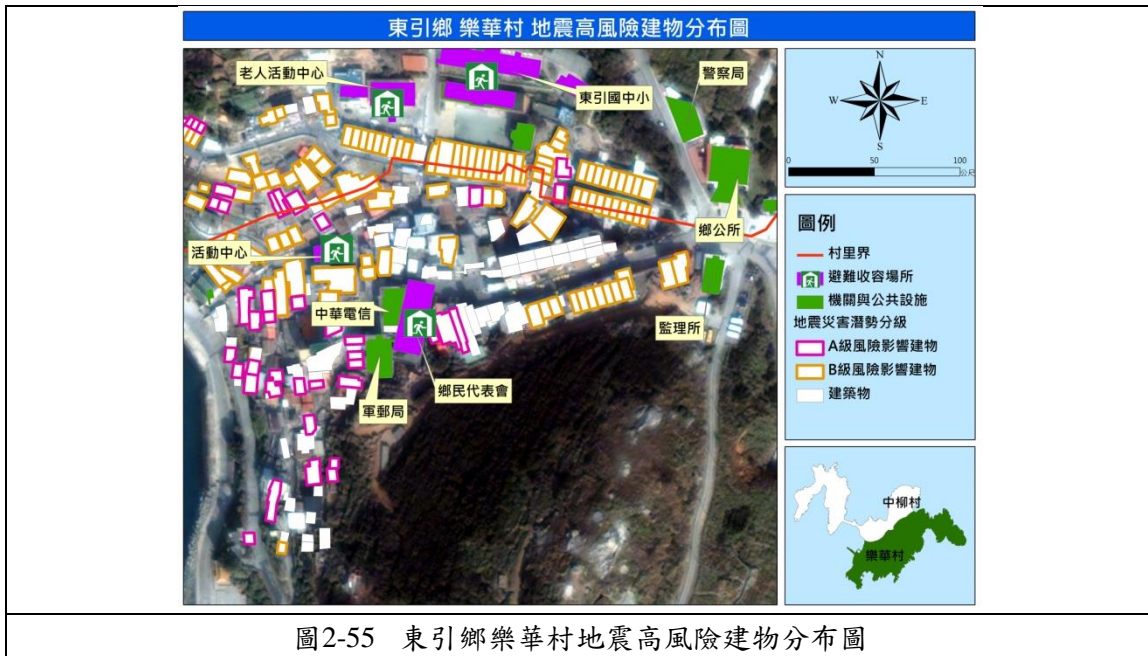 東引鄉 樂華村 地震高風險建物分布圖
老人活動中心
警察局
東引國中小
鄉公所
活動中心
中華電信
監理所
鄉民代表會
軍郵局
N
W
E
S
0
50
100
公尺
圖例
村里界
避難收容場所
機關與公共設施
地震災害潛勢分級
A級風險影響建物
B級風險影響建物
建築物
中柳村
樂華村
圖2-55 東引鄉樂華村地震高風險建物分布圖